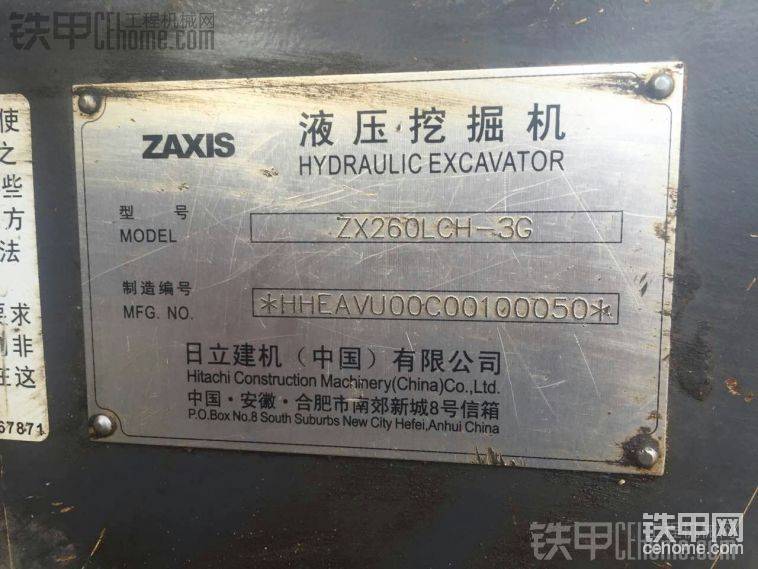 铁甲 工程机械网
CEhome.com
使
之
些
方
法
要求
非
在这
67871
ZAXIS 液压挖掘机
HYDRAULIC EXCAVATOR
型 号
MODEL ZX260LCH-3G
制造编号
MFG. NO. *HHEAVU00C00100050*
日立建机（中国）有限公司
Hitachi Construction Machinery(China)Co.,Ltd.
中国·安徽·合肥市南郊新城8号信箱
P.O.Box No.8 South Suburbs New City Hefei,Anhui China
铁甲网
cehome.com